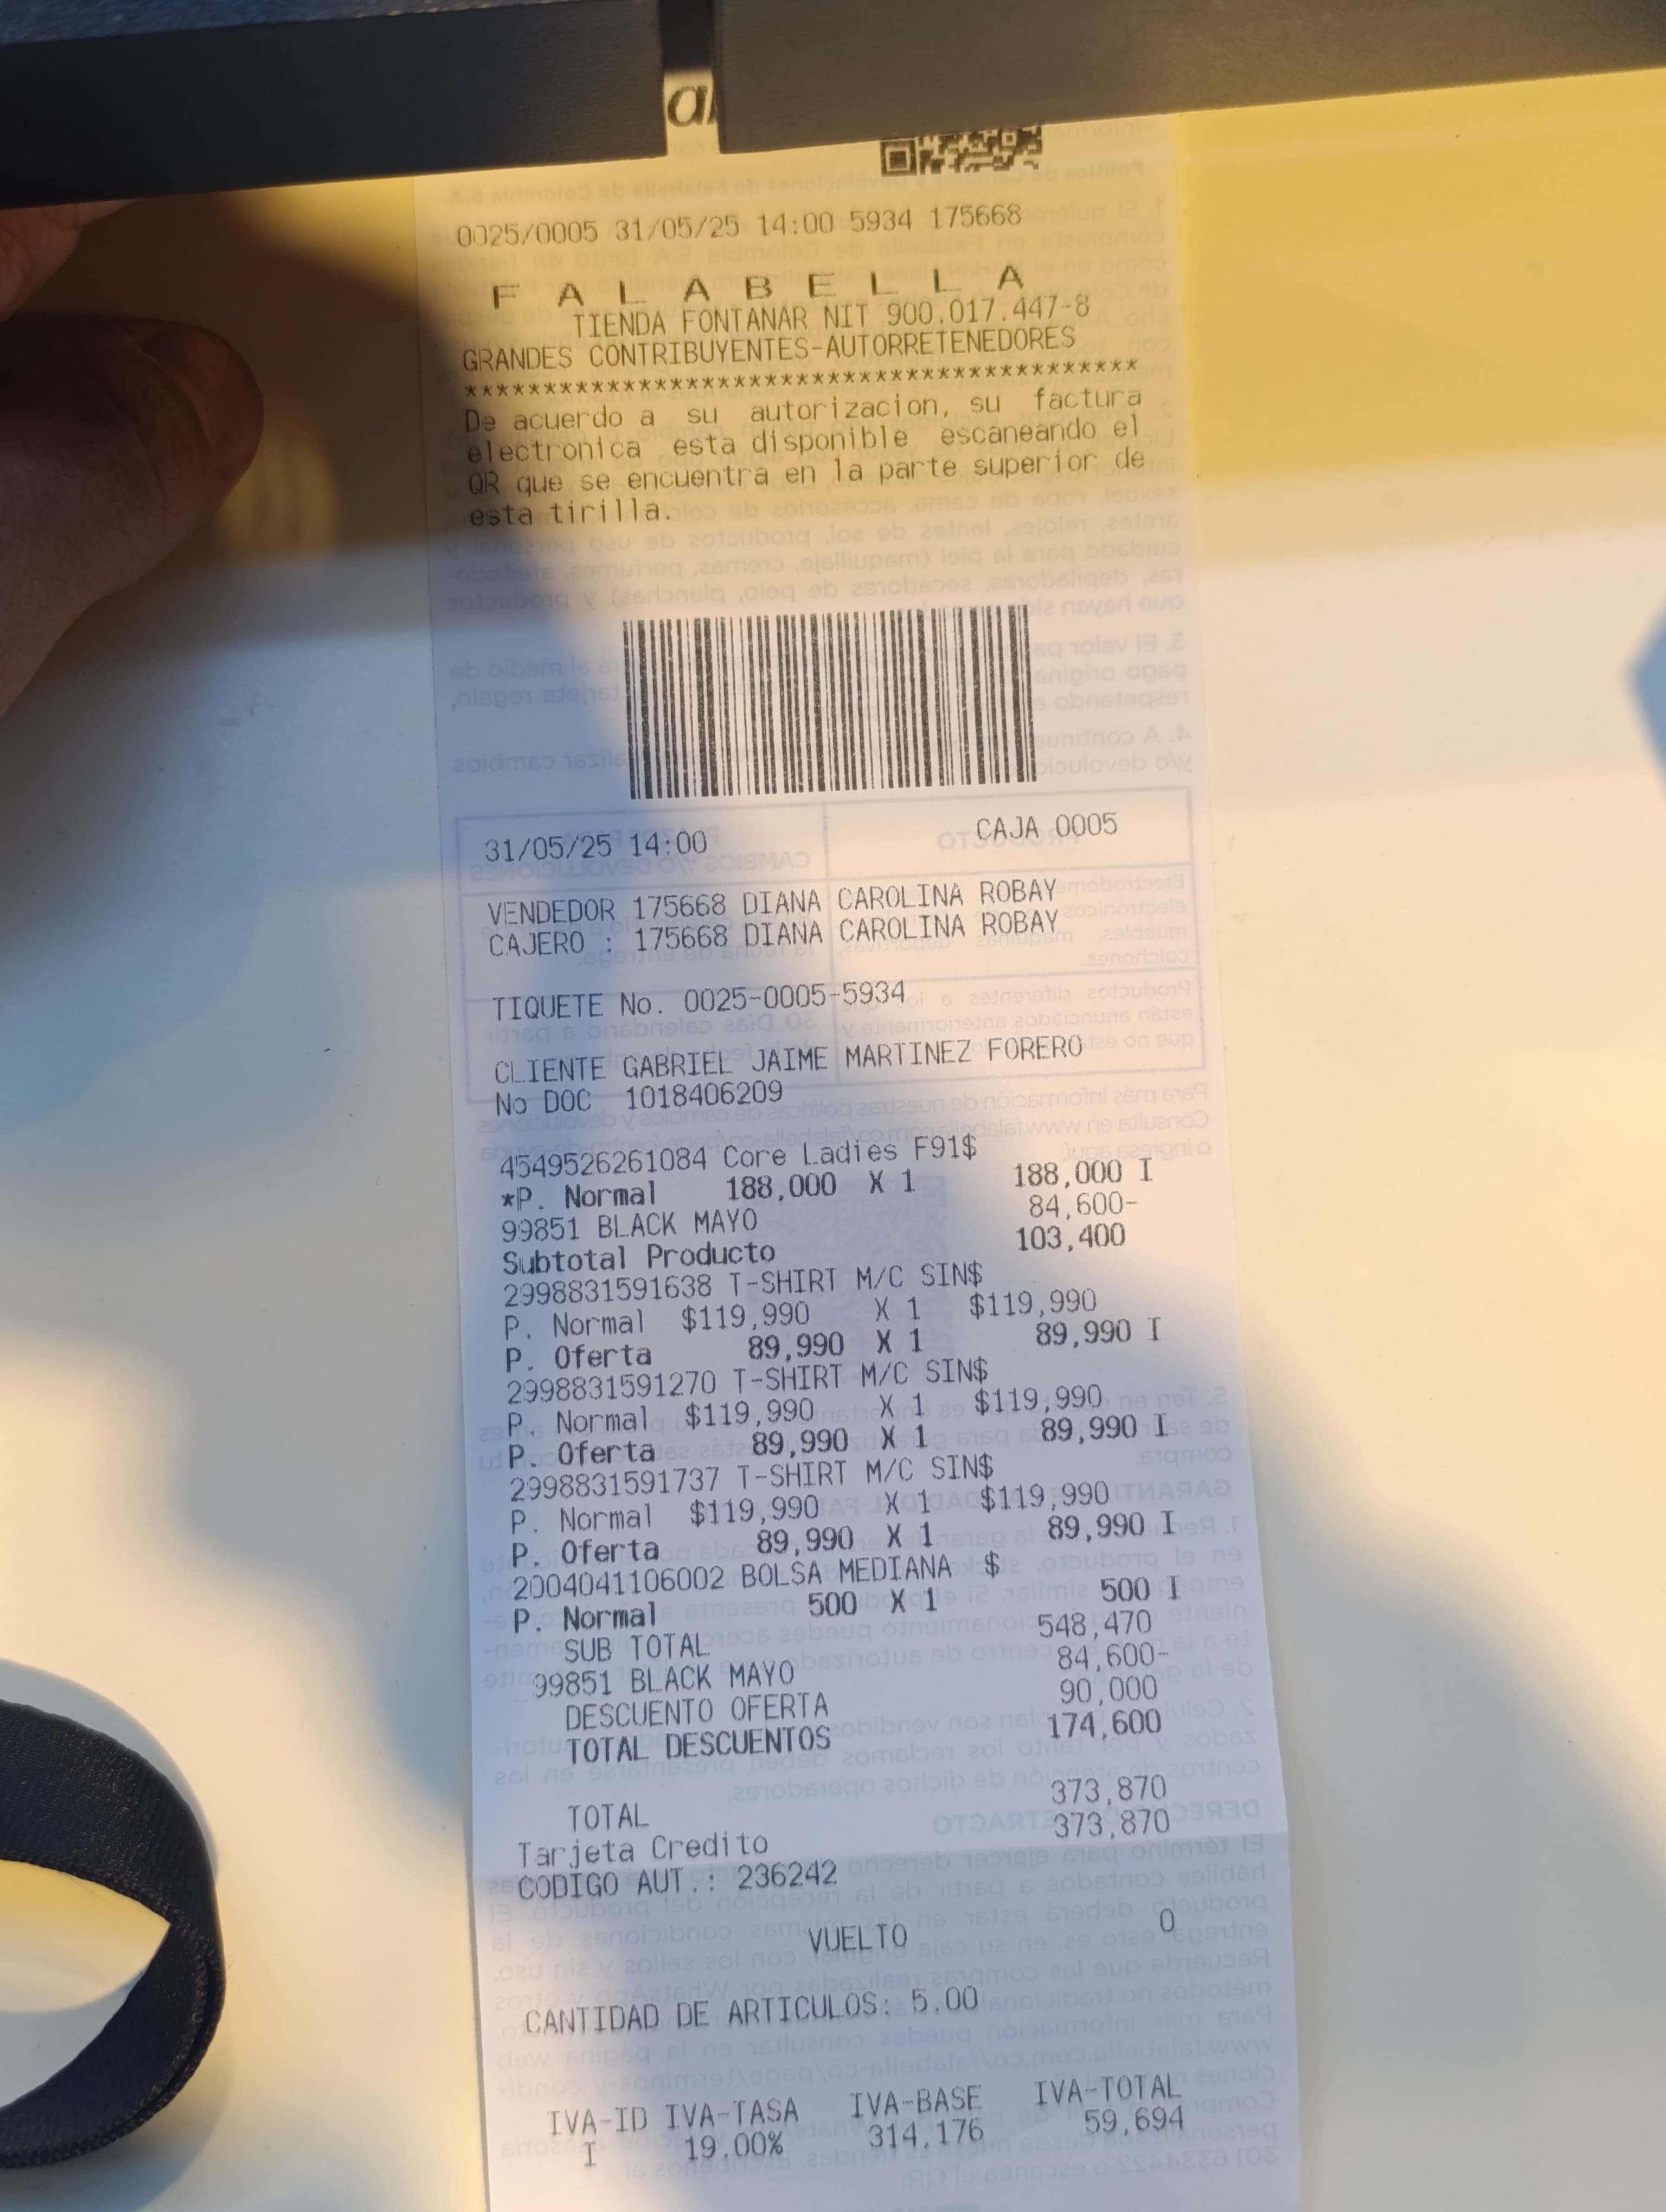 0025/0005 31/05/25 14:00 5934 175668
F A L A B E L L A
TIENDA FONTANAR NIT 900.017.447-8
GRANDES CONTRIBUYENTES-AUTORRETENEDORES
******************************************
De acuerdo a su autorizacion, su factura
electronica esta disponible escaneando el
QR que se encuentra en la parte superior de
esta tirilla.
31/05/25 14:00 CAJA 0005
VENDEDOR 175668 DIANA CAROLINA ROBAY
CAJERO : 175668 DIANA CAROLINA ROBAY
TIQUETE No. 0025-0005-5934
CLIENTE GABRIEL JAIME MARTINEZ FORERO
No DOC 1018406209
4549526261084 Core Ladies F91$
*P. Normal 188,000 X 1 188,000 I
99851 BLACK MAYO 84,600-
Subtotal Producto 103,400
2998831591638 T-SHIRT M/C SIN$
P. Normal $119,990 X 1 $119,990
P. Oferta 89,990 X 1 89,990 I
2998831591270 T-SHIRT M/C SIN$
P. Normal $119,990 X 1 $119,990
P. Oferta 89,990 X 1 89,990 I
2998831591737 T-SHIRT M/C SIN$
P. Normal $119,990 X 1 $119,990
P. Oferta 89,990 X 1 89,990 I
2004041106002 BOLSA MEDIANA $
P. Normal 500 X 1 500 I
SUB TOTAL 548,470
99851 BLACK MAYO 84,600-
DESCUENTO OFERTA 90,000
TOTAL DESCUENTOS 174,600
TOTAL 373,870
Tarjeta Credito 373,870
CODIGO AUT.: 236242
VUELTO 0
CANTIDAD DE ARTICULOS: 5.00
IVA-ID IVA-TASA IVA-BASE IVA-TOTAL
I 19.00% 314,176 59,694